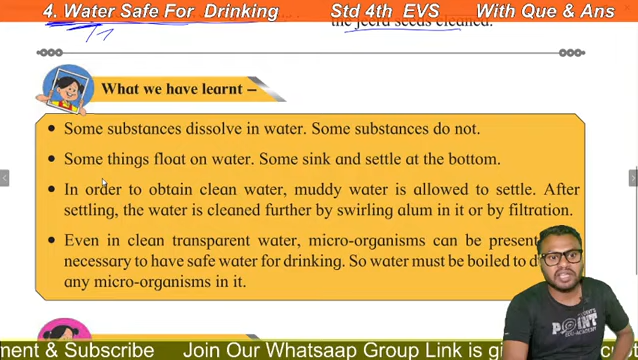 4. Water Safe For Drinking Std 4th EVS With Que & Ans
the jeera seeds cleaned.
What we have learnt –
• Some substances dissolve in water. Some substances do not.
• Some things float on water. Some sink and settle at the bottom.
• In order to obtain clean water, muddy water is allowed to settle. After
settling, the water is cleaned further by swirling alum in it or by filtration.
• Even in clean transparent water, micro-organisms can be present
necessary to have safe water for drinking. So water must be boiled to
any micro-organisms in it.
POINT
ment & Subscribe Join Our Whatsaap Group Link is gi